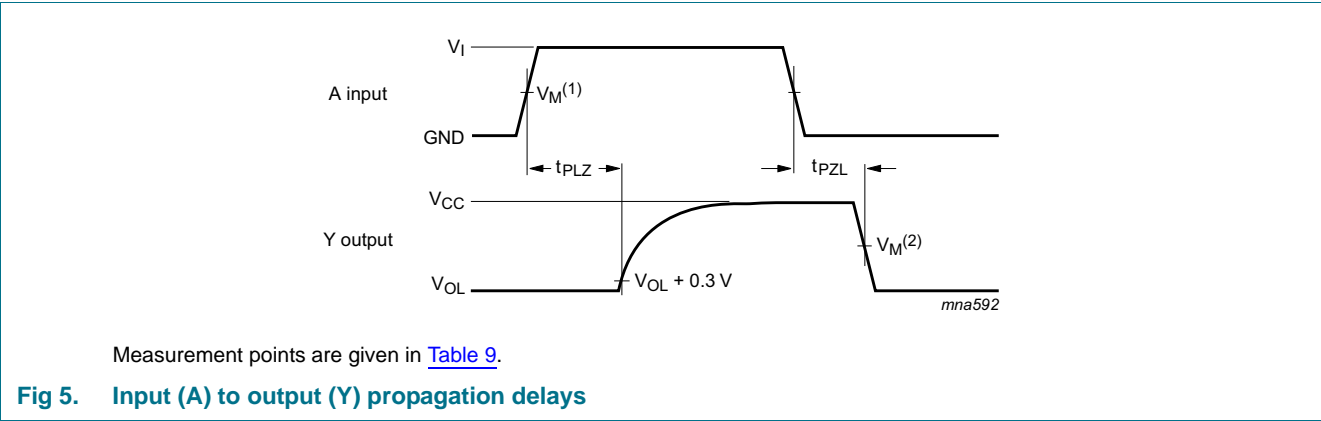 V_I
A input
V_M(1)
GND
t_PLZ
t_PZL
V_CC
Y output
V_M(2)
V_OL + 0.3 V
V_OL
mna592
Measurement points are given in Table 9.
Fig 5. Input (A) to output (Y) propagation delays